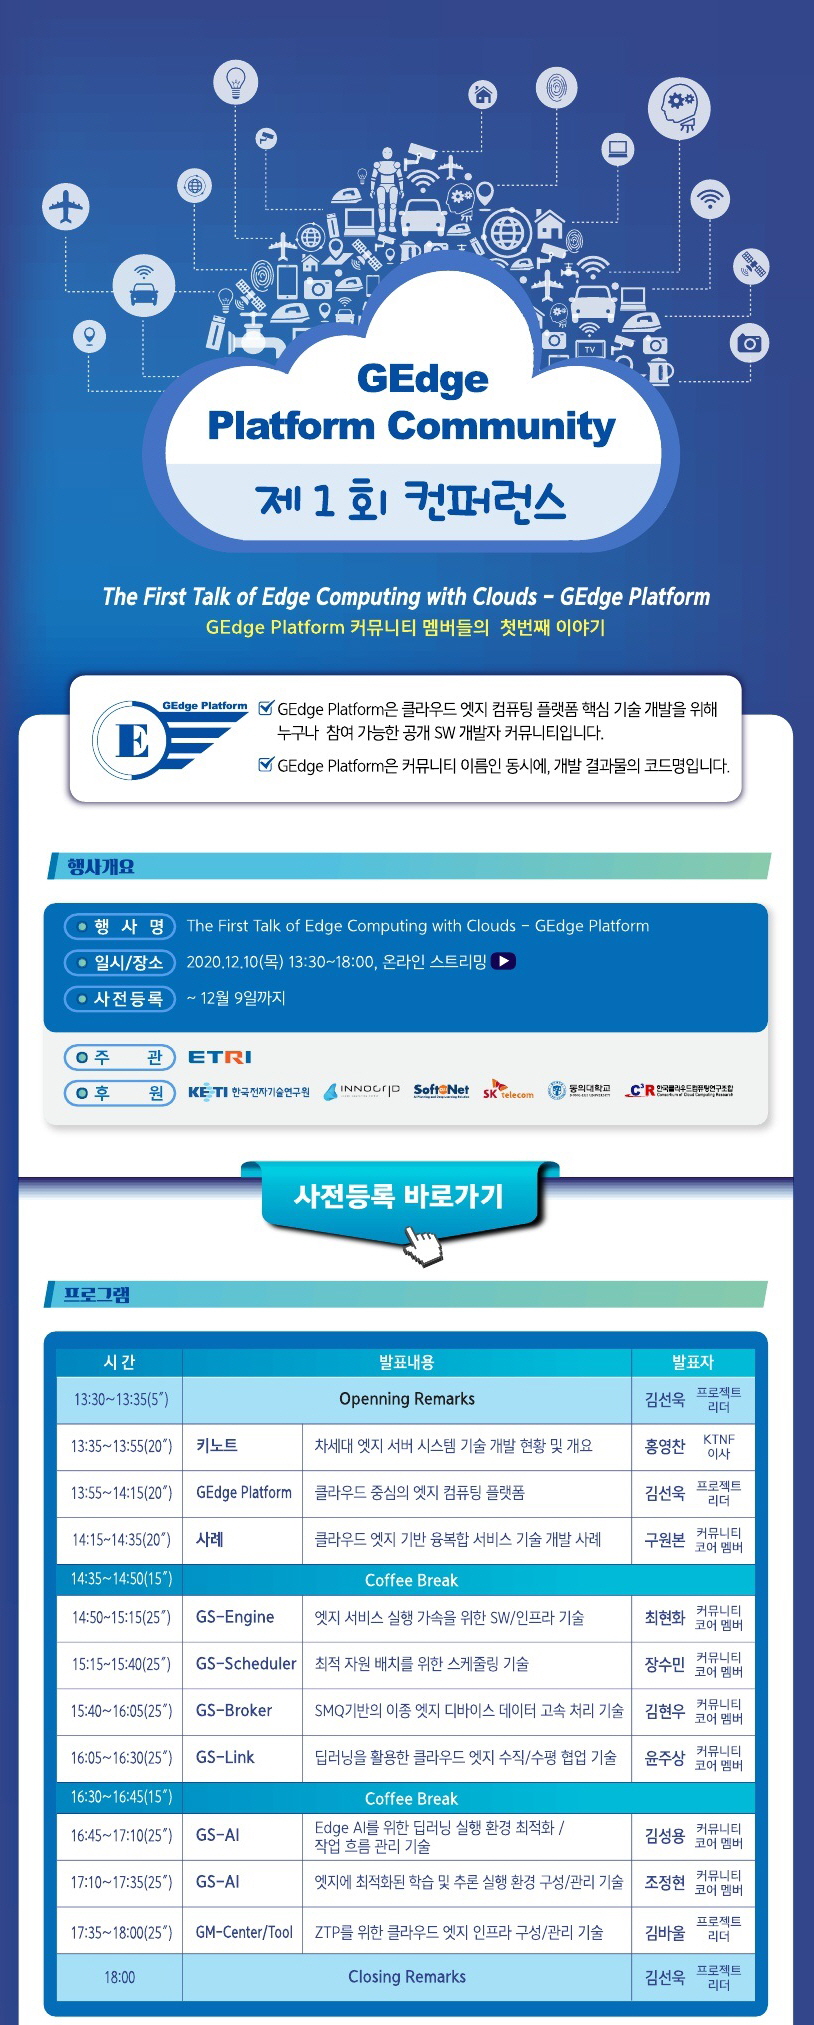 TV
GEdge
Platform Community
제 1 회 컨퍼런스
The First Talk of Edge Computing with Clouds - GEdge Platform
GEdge Platform 커뮤니티 멤버들의 첫번째 이야기
GEdge Platform
E
GEdge Platform은 클라우드 엣지 컴퓨팅 플랫폼 핵심 기술 개발을 위해
누구나 참여 가능한 공개 SW 개발자 커뮤니티입니다.
GEdge Platform은 커뮤니티 이름인 동시에, 개발 결과물의 코드명입니다.
행사개요
행 사 명 The First Talk of Edge Computing with Clouds - GEdge Platform
일시/장소 2020.12.10(목) 13:30~18:00, 온라인 스트리밍
사전등록 ~ 12월 9일까지
주 관 ETRI
후 원 KETI 한국전자기술연구원 INNOGRID Soft@Net SK telecom 동의대학교 C3R 한국클라우드컴퓨팅연구조합
Consortium of Cloud Computing Research
사전등록 바로가기
프로그램
시 간 발표내용 발표자
13:30~13:35(5″) Openning Remarks 김선욱 프로젝트 리더
13:35~13:55(20″) 키노트 차세대 엣지 서버 시스템 기술 개발 현황 및 개요 홍영찬 KTNF 이사
13:55~14:15(20″) GEdge Platform 클라우드 중심의 엣지 컴퓨팅 플랫폼 김선욱 프로젝트 리더
14:15~14:35(20″) 사례 클라우드 엣지 기반 융복합 서비스 기술 개발 사례 구원본 커뮤니티 코어 멤버
14:35~14:50(15″) Coffee Break
14:50~15:15(25″) GS-Engine 엣지 서비스 실행 가속을 위한 SW/인프라 기술 최현화 커뮤니티 코어 멤버
15:15~15:40(25″) GS-Scheduler 최적 자원 배치를 위한 스케줄링 기술 장수민 커뮤니티 코어 멤버
15:40~16:05(25″) GS-Broker SMQ기반의 이종 엣지 디바이스 데이터 고속 처리 기술 김현우 커뮤니티 코어 멤버
16:05~16:30(25″) GS-Link 딥러닝을 활용한 클라우드 엣지 수직/수평 협업 기술 윤주상 커뮤니티 코어 멤버
16:30~16:45(15″) Coffee Break
16:45~17:10(25″) GS-AI Edge AI를 위한 딥러닝 실행 환경 최적화 /
작업 흐름 관리 기술 김성용 커뮤니티 코어 멤버
17:10~17:35(25″) GS-AI 엣지에 최적화된 학습 및 추론 실행 환경 구성/관리 기술 조정현 커뮤니티 코어 멤버
17:35~18:00(25″) GM-Center/Tool ZTP를 위한 클라우드 엣지 인프라 구성/관리 기술 김바울 프로젝트 리더
18:00 Closing Remarks 김선욱 프로젝트 리더